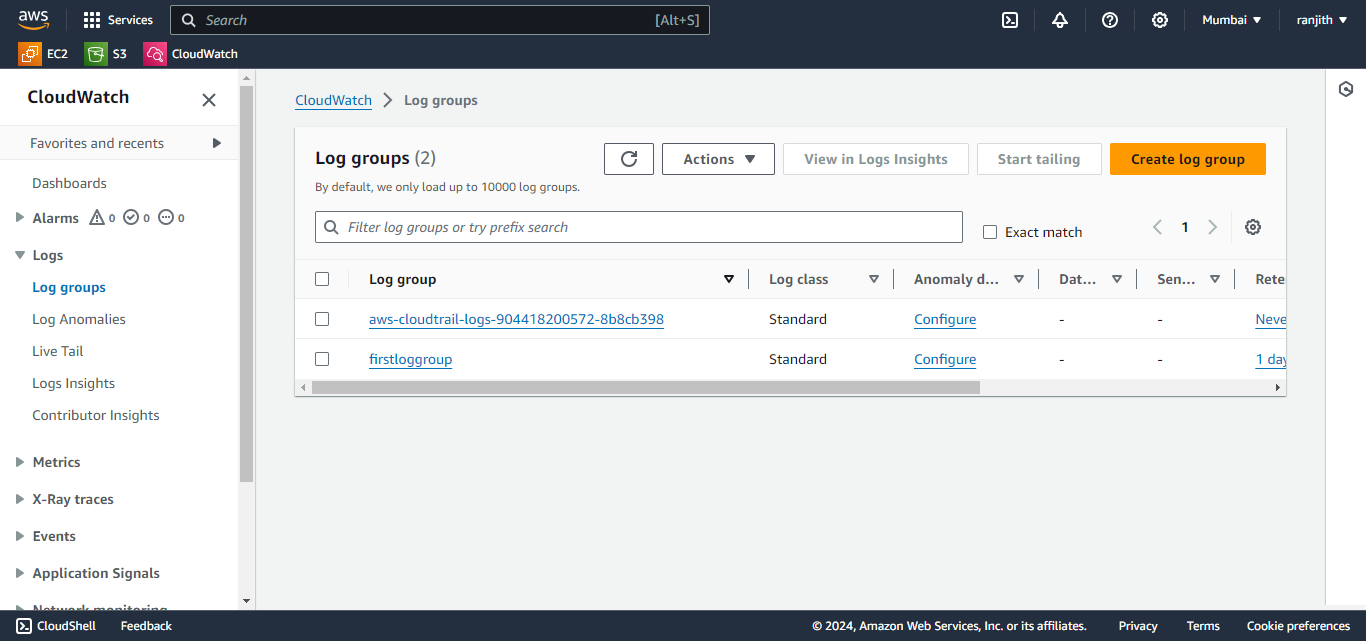 aws
Services
Search
[Alt+S]
Mumbai
ranjith
EC2
S3
CloudWatch
CloudWatch
Favorites and recents
Dashboards
Alarms
0
0
0
Logs
Log groups
Log Anomalies
Live Tail
Logs Insights
Contributor Insights
Metrics
X-Ray traces
Events
Application Signals
Network monitoring
CloudWatch
Log groups
Log groups (2)
Actions
View in Logs Insights
Start tailing
Create log group
By default, we only load up to 10000 log groups.
Filter log groups or try prefix search
Exact match
1
Log group
Log class
Anomaly d...
Dat...
Sen...
Rete
aws-cloudtrail-logs-904418200572-8b8cb398
Standard
Configure
-
-
Neve
firstloggroup
Standard
Configure
-
-
1 day
CloudShell
Feedback
© 2024, Amazon Web Services, Inc. or its affiliates.
Privacy
Terms
Cookie preferences